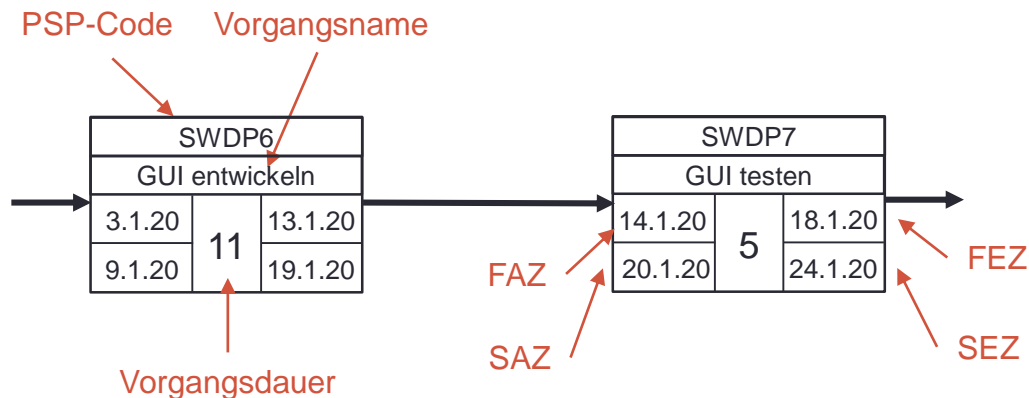 PSP-Code
Vorgangsname
SWDP6
GUI entwickeln
3.1.20
11
13.1.20
9.1.20
19.1.20
Vorgangsdauer
SWDP7
GUI testen
14.1.20
5
18.1.20
20.1.20
24.1.20
FAZ
SAZ
FEZ
SEZ